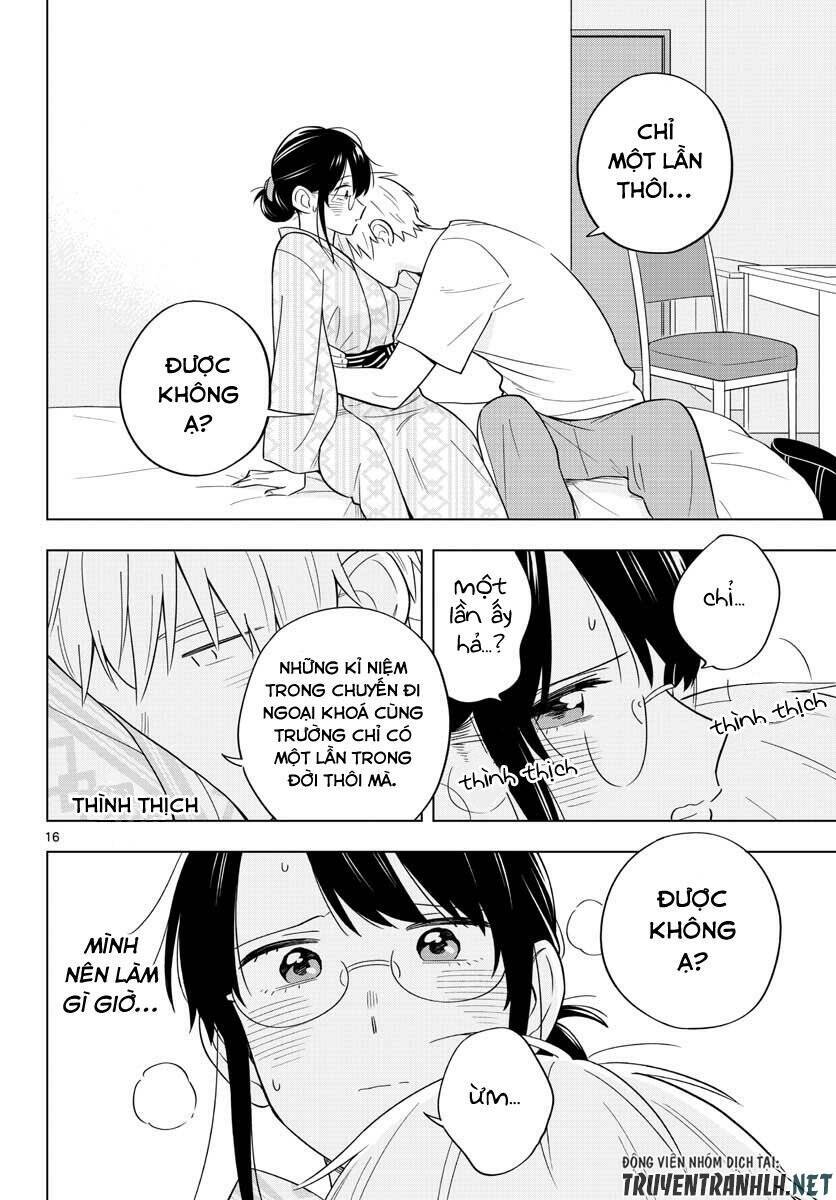 CHỈ
MỘT LẦN
THÔI...
ĐƯỢC
KHÔNG
Ạ?
chỉ...
một
lần ấy
hả...?
thình thịch
thình thịch
NHỮNG KỈ NIỆM
TRONG CHUYẾN ĐI
NGOẠI KHOÁ CÙNG
TRƯỜNG CHỈ CÓ
MỘT LẦN TRONG
ĐỜI THÔI MÀ.
THÌNH THỊCH
16
ĐƯỢC
KHÔNG
Ạ?
MÌNH
NÊN LÀM
GÌ GIỜ...
ừm...
ĐỘNG VIÊN NHÓM DỊCH TẠI:
TRUYENTRANHLH.NET